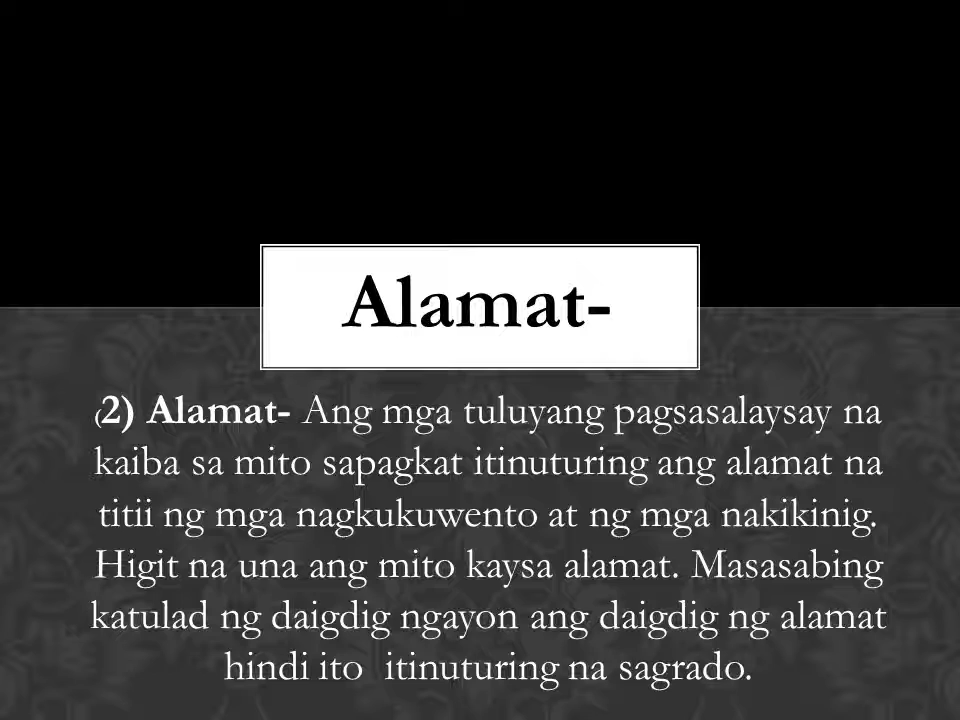 Alamat-
(2) Alamat- Ang mga tuluyang pagsasalaysay na
kaiba sa mito sapagkat itinuturing ang alamat na
titii ng mga nagkukuwento at ng mga nakikinig.
Higit na una ang mito kaysa alamat. Masasabing
katulad ng daigdig ngayon ang daigdig ng alamat
hindi ito  itinuturing na sagrado.